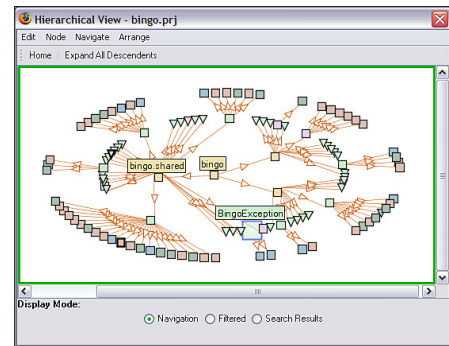 Hierarchical View - bingo.prj
Edit Node Navigate Arrange
Home Expand All Descendents
bingo.shared
bingo
BingoException
Display Mode:
Navigation Filtered Search Results